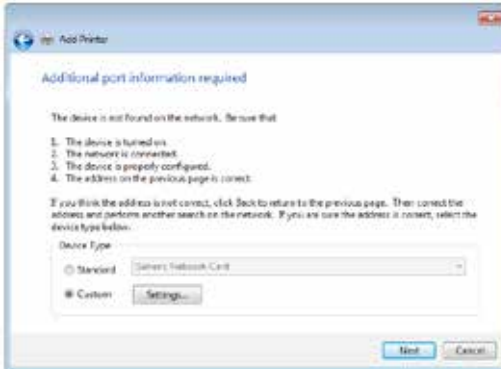 Add Printer
Additional port information required
The device is not found on the network. Be sure that:
1. The device is turned on.
2. The network is connected.
3. The device is properly configured.
4. The address on the previous page is correct.
If you think the address is not correct, click Back to return to the previous page. Then correct the
address and perform another search on the network. If you are sure the address is correct, select the
device type below.
Device Type
Standard
Generic Network Card
Custom
Settings...
Next
Cancel